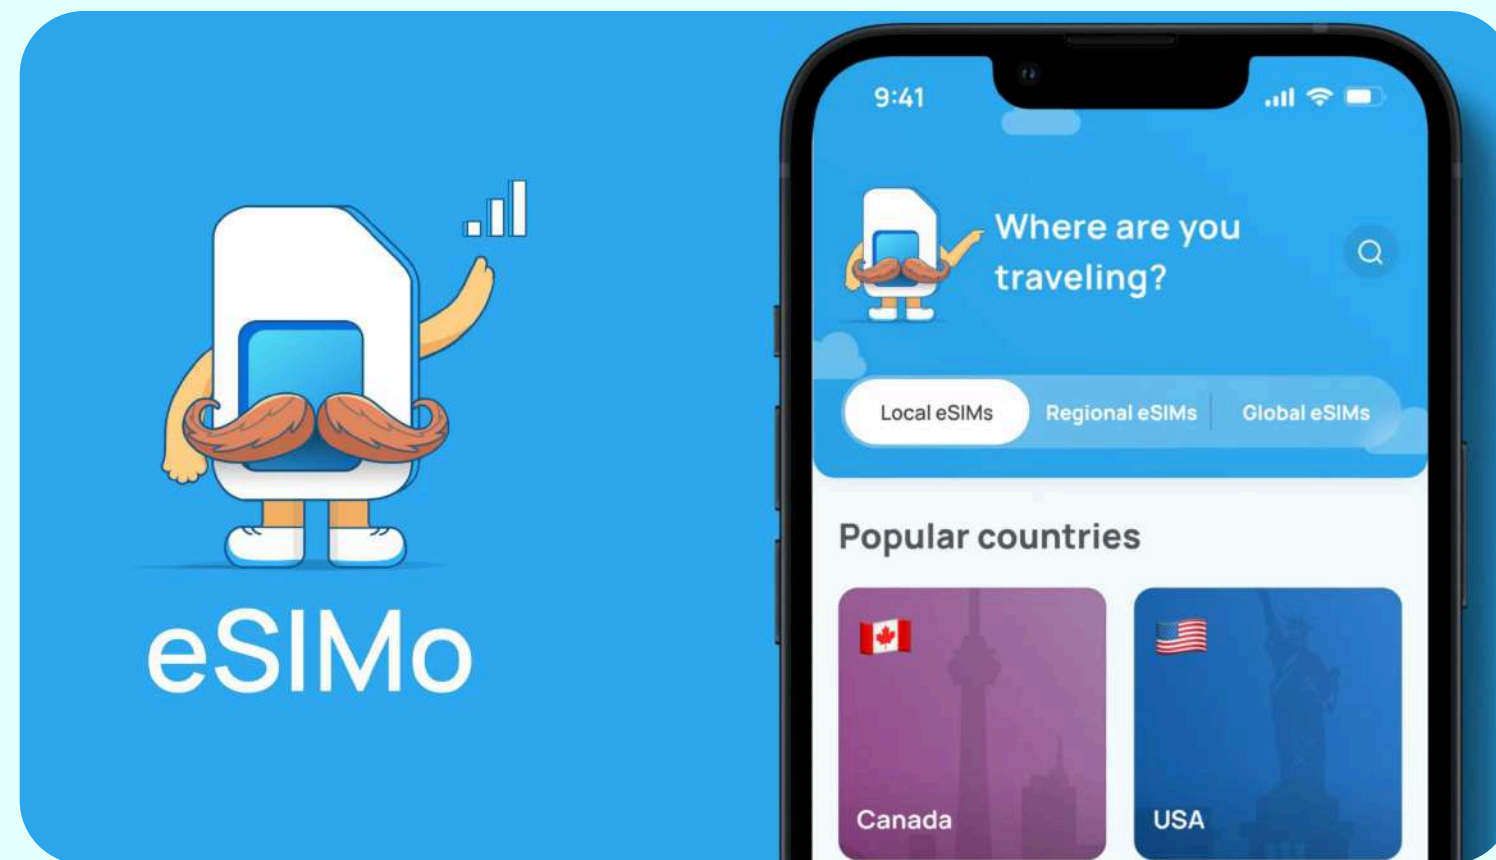 eSIMo
9:41
Where are you
traveling?
Local eSIMs
Regional eSIMs
Global eSIMs
Popular countries
Canada
USA